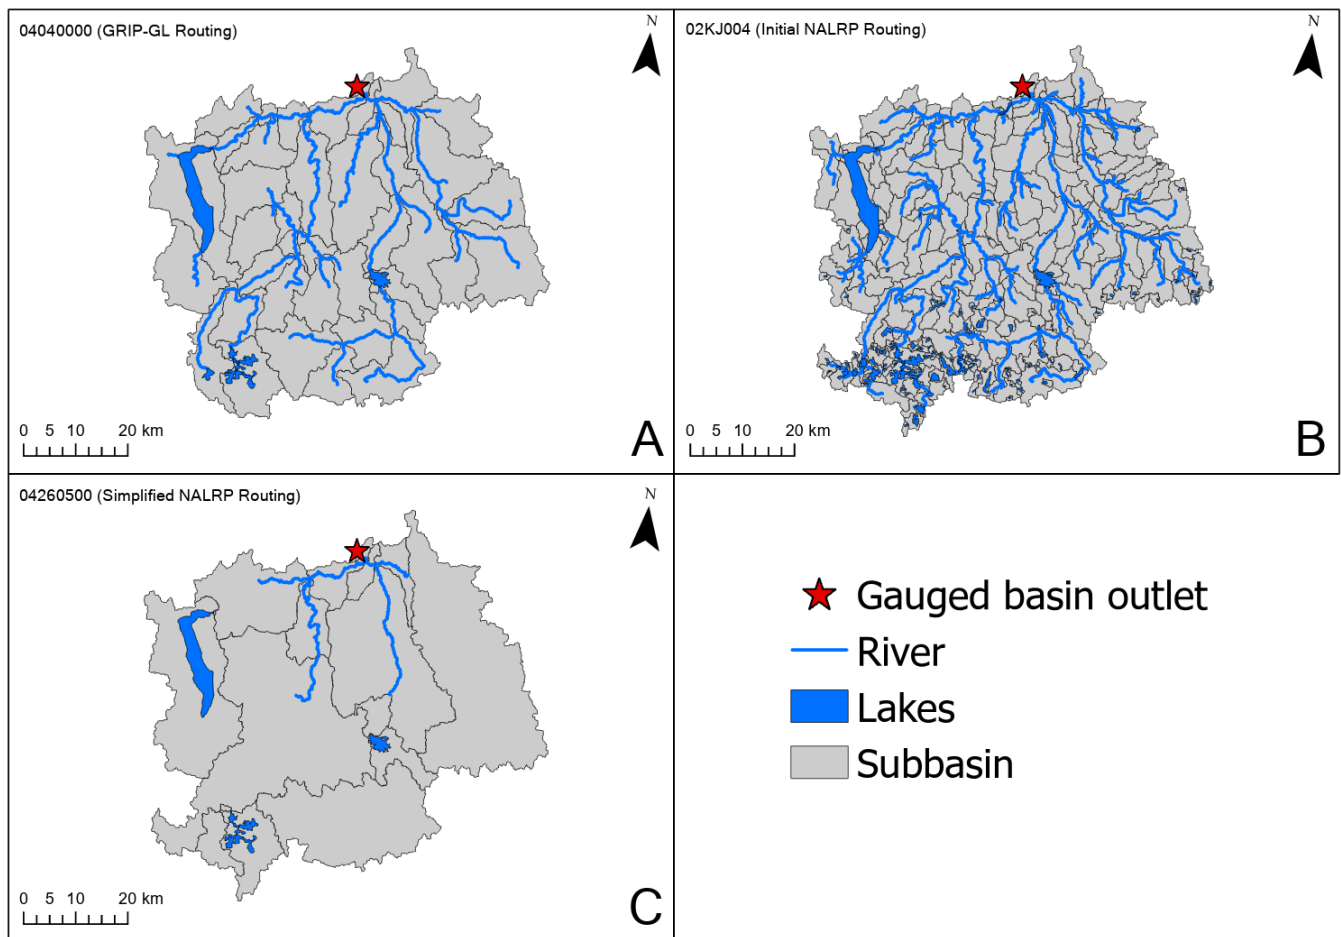 04040000 (GRIP-GL Routing)
N
0 5 10 20 km
A
02KJ004 (Initial NALRP Routing)
N
0 5 10 20 km
B
04260500 (Simplified NALRP Routing)
N
0 5 10 20 km
C
Gauged basin outlet
River
Lakes
Subbasin